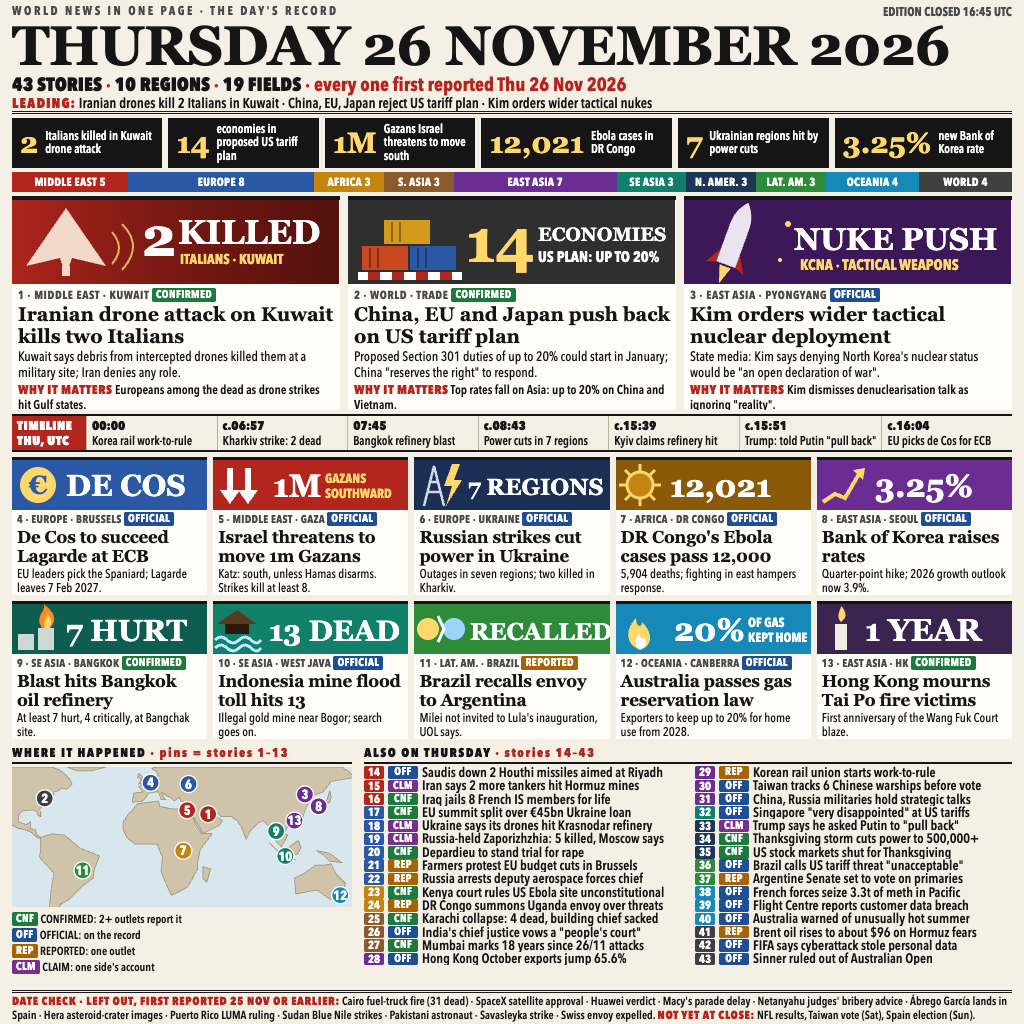 WORLD NEWS IN ONE PAGE · THE DAY'S RECORD
EDITION CLOSED 16:45 UTC
THURSDAY 26 NOVEMBER 2026
43 STORIES · 10 REGIONS · 19 FIELDS · every one first reported Thu 26 Nov 2026
LEADING: Iranian drones kill 2 Italians in Kuwait · China, EU, Japan reject US tariff plan · Kim orders wider tactical nukes
2 Italians killed in Kuwait
drone attack
14 economies in
proposed US tariff
plan
1M Gazans Israel
threatens to move
south
12,021 Ebola cases in
DR Congo
7 Ukrainian regions hit by
power cuts
3.25% new Bank of
Korea rate
MIDDLE EAST 5
EUROPE 8
AFRICA 3
S. ASIA 3
EAST ASIA 7
SE ASIA 3
N. AMER. 3
LAT. AM. 3
OCEANIA 4
WORLD 4
2 KILLED
ITALIANS · KUWAIT
1 · MIDDLE EAST · KUWAIT CONFIRMED
Iranian drone attack on Kuwait
kills two Italians
Kuwait says debris from intercepted drones killed them at a
military site; Iran denies any role.
WHY IT MATTERS Europeans among the dead as drone strikes
hit Gulf states.
14 ECONOMIES
US PLAN: UP TO 20%
2 · WORLD · TRADE CONFIRMED
China, EU and Japan push back
on US tariff plan
Proposed Section 301 duties of up to 20% could start in January;
China "reserves the right" to respond.
WHY IT MATTERS Top rates fall on Asia: up to 20% on China and
Vietnam.
NUKE PUSH
KCNA · TACTICAL WEAPONS
3 · EAST ASIA · PYONGYANG OFFICIAL
Kim orders wider tactical
nuclear deployment
State media: Kim says denying North Korea's nuclear status
would be "an open declaration of war".
WHY IT MATTERS Kim dismisses denuclearisation talk as
ignoring "reality".
TIMELINE
THU, UTC
00:00
Korea rail work-to-rule
c.06:57
Kharkiv strike: 2 dead
07:45
Bangkok refinery blast
c.08:43
Power cuts in 7 regions
c.15:39
Kyiv claims refinery hit
c.15:51
Trump: told Putin "pull back"
c.16:04
EU picks de Cos for ECB
€ DE COS
4 · EUROPE · BRUSSELS OFFICIAL
De Cos to succeed
Lagarde at ECB
EU leaders pick the Spaniard; Lagarde
leaves 7 Feb 2027.
1M GAZANS
SOUTHWARD
5 · MIDDLE EAST · GAZA OFFICIAL
Israel threatens to
move 1m Gazans
Katz: south, unless Hamas disarms.
Strikes kill at least 8.
7 REGIONS
6 · EUROPE · UKRAINE OFFICIAL
Russian strikes cut
power in Ukraine
Outages in seven regions; two killed in
Kharkiv.
12,021
7 · AFRICA · DR CONGO OFFICIAL
DR Congo's Ebola
cases pass 12,000
5,904 deaths; fighting in east hampers
response.
3.25%
8 · EAST ASIA · SEOUL OFFICIAL
Bank of Korea raises
rates
Quarter-point hike; 2026 growth outlook
now 3.9%.
7 HURT
9 · SE ASIA · BANGKOK CONFIRMED
Blast hits Bangkok
oil refinery
At least 7 hurt, 4 critically, at Bangchak
site.
13 DEAD
10 · SE ASIA · WEST JAVA OFFICIAL
Indonesia mine flood
toll hits 13
Illegal gold mine near Bogor; search
goes on.
RECALLED
11 · LAT. AM. · BRAZIL REPORTED
Brazil recalls envoy
to Argentina
Milei not invited to Lula's inauguration,
UOL says.
20% OF GAS
KEPT HOME
12 · OCEANIA · CANBERRA OFFICIAL
Australia passes gas
reservation law
Exporters to keep up to 20% for home
use from 2028.
1 YEAR
13 · EAST ASIA · HK CONFIRMED
Hong Kong mourns
Tai Po fire victims
First anniversary of the Wang Fuk Court
blaze.
WHERE IT HAPPENED · pins = stories 1-13
4
6
2
3
8
5
1
13
9
7
10
11
12
CNF CONFIRMED: 2+ outlets report it
OFF OFFICIAL: on the record
REP REPORTED: one outlet
CLM CLAIM: one side's account
ALSO ON THURSDAY · stories 14-43
14 OFF Saudis down 2 Houthi missiles aimed at Riyadh
15 CLM Iran says 2 more tankers hit Hormuz mines
16 CNF Iraq jails 8 French IS members for life
17 CNF EU summit split over €45bn Ukraine loan
18 CLM Ukraine says its drones hit Krasnodar refinery
19 CLM Russia-held Zaporizhzhia: 5 killed, Moscow says
20 CNF Depardieu to stand trial for rape
21 REP Farmers protest EU budget cuts in Brussels
22 REP Russia arrests deputy aerospace forces chief
23 CNF Kenya court rules US Ebola site unconstitutional
24 REP DR Congo summons Uganda envoy over threats
25 CNF Karachi collapse: 4 dead, building chief sacked
26 OFF India's chief justice vows a "people's court"
27 CNF Mumbai marks 18 years since 26/11 attacks
28 OFF Hong Kong October exports jump 65.6%
29 REP Korean rail union starts work-to-rule
30 OFF Taiwan tracks 6 Chinese warships before vote
31 OFF China, Russia militaries hold strategic talks
32 OFF Singapore "very disappointed" at US tariffs
33 CLM Trump says he asked Putin to "pull back"
34 CNF Thanksgiving storm cuts power to 500,000+
35 CNF US stock markets shut for Thanksgiving
36 OFF Brazil calls US tariff threat "unacceptable"
37 REP Argentine Senate set to vote on primaries
38 OFF French forces seize 3.3t of meth in Pacific
39 OFF Flight Centre reports customer data breach
40 OFF Australia warned of unusually hot summer
41 REP Brent oil rises to about $96 on Hormuz fears
42 OFF FIFA says cyberattack stole personal data
43 OFF Sinner ruled out of Australian Open
DATE CHECK · LEFT OUT, FIRST REPORTED 25 NOV OR EARLIER: Cairo fuel-truck fire (31 dead) · SpaceX satellite approval · Huawei verdict · Macy's parade delay · Netanyahu judges' bribery advice · Ábrego García lands in
Spain · Hera asteroid-crater images · Puerto Rico LUMA ruling · Sudan Blue Nile strikes · Pakistani astronaut · Savasleyka strike · Swiss envoy expelled. NOT YET AT CLOSE: NFL results, Taiwan vote (Sat), Spain election (Sun).